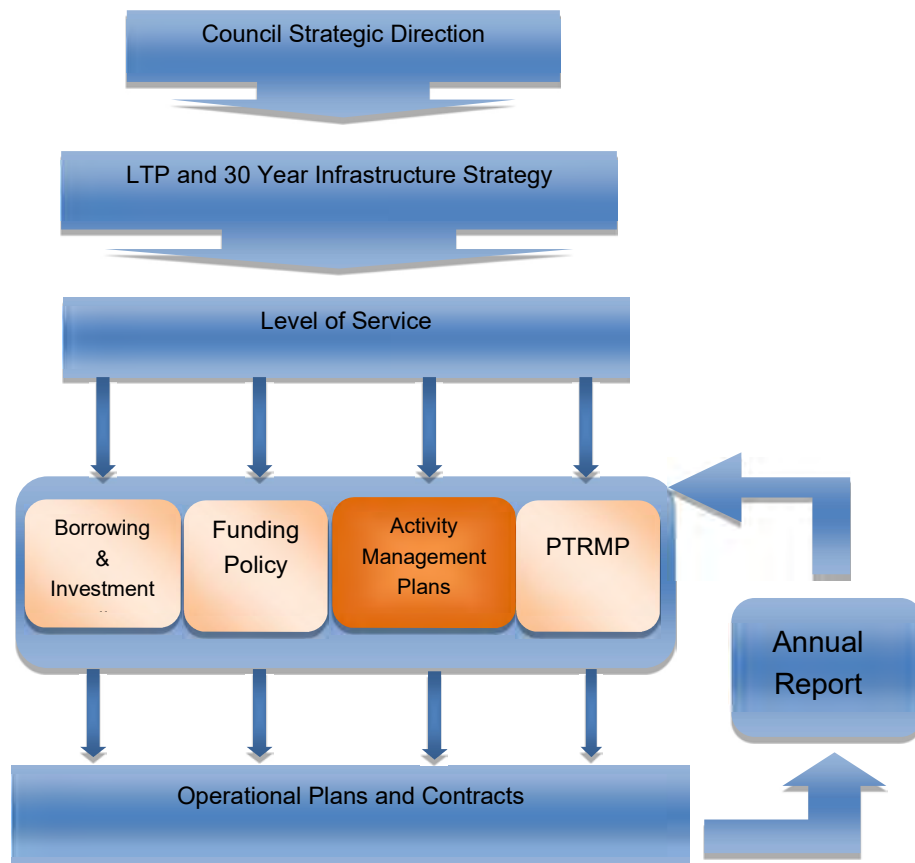 Council Strategic Direction
LTP and 30 Year Infrastructure Strategy
Level of Service
Borrowing
&
Investment
Funding
Policy
Activity
Management
Plans
PTRMP
Annual
Report
Operational Plans and Contracts